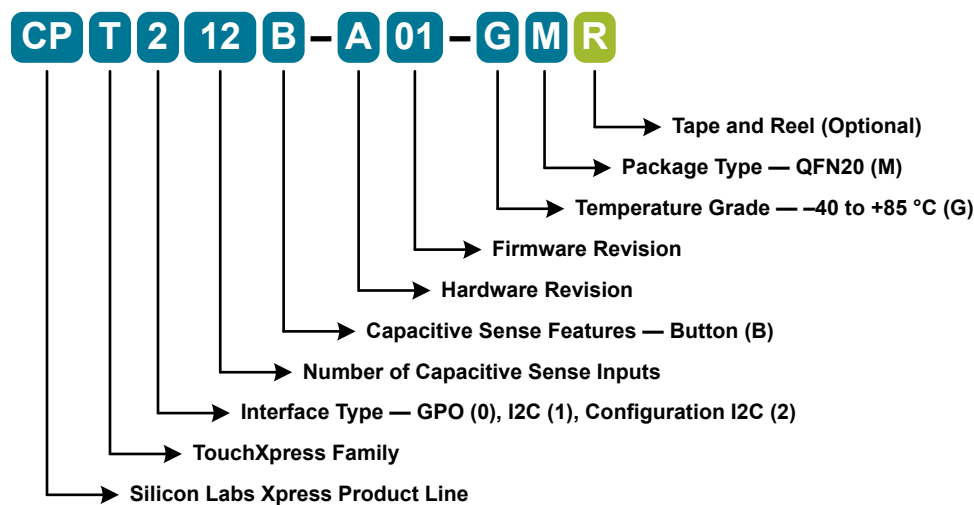 CP T 2 12 B – A 01 – G M R
Tape and Reel (Optional)
Package Type — QFN20 (M)
Temperature Grade — –40 to +85 °C (G)
Firmware Revision
Hardware Revision
Capacitive Sense Features — Button (B)
Number of Capacitive Sense Inputs
Interface Type — GPO (0), I2C (1), Configuration I2C (2)
TouchXpress Family
Silicon Labs Xpress Product Line